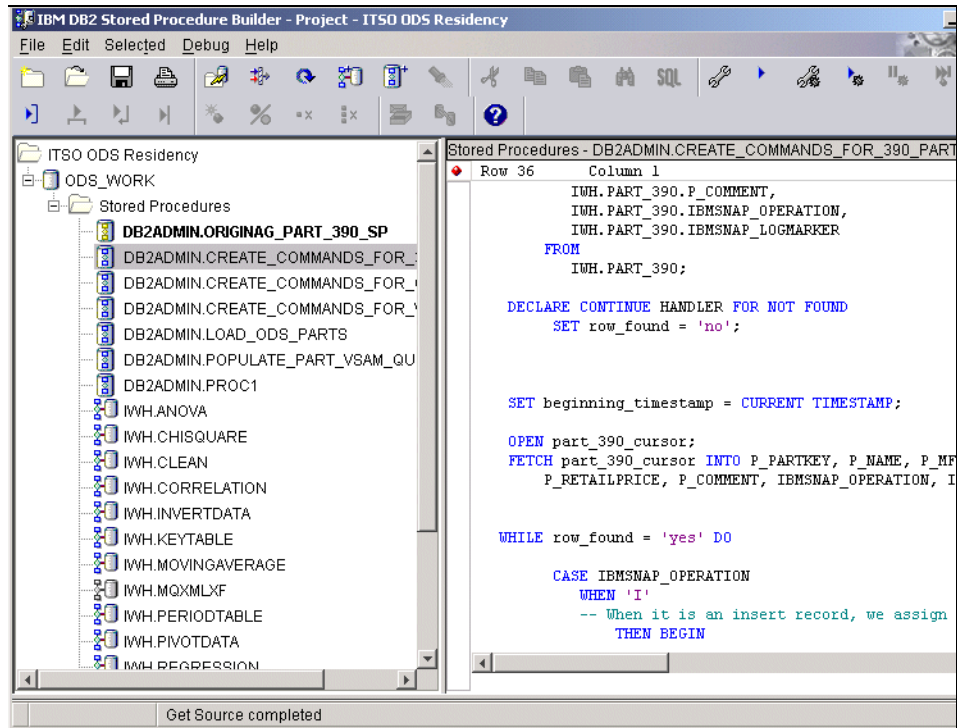 IBM DB2 Stored Procedure Builder - Project - ITSO ODS Residency
File Edit Selected Debug Help
SQL
ITSO ODS Residency
ODS_WORK
Stored Procedures
DB2ADMIN.ORIGINAG_PART_390_SP
DB2ADMIN.CREATE_COMMANDS_FOR_
DB2ADMIN.CREATE_COMMANDS_FOR_
DB2ADMIN.CREATE_COMMANDS_FOR_
DB2ADMIN.LOAD_ODS_PARTS
DB2ADMIN.POPULATE_PART_VSAM_QU
DB2ADMIN.PROC1
IWH.ANOVA
IWH.CHISQUARE
IWH.CLEAN
IWH.CORRELATION
IWH.INVERTDATA
IWH.KEYTABLE
IWH.MOVINGAVERAGE
IWH.MQXMLXF
IWH.PERIODTABLE
IWH.PIVOTDATA
IWH.REGRESSION
Stored Procedures - DB2ADMIN.CREATE_COMMANDS_FOR_390_PART
Row 36 Column 1
IWH.PART_390.P_COMMENT,
IWH.PART_390.IBMSNAP_OPERATION,
IWH.PART_390.IBMSNAP_LOGMARKER
FROM
IWH.PART_390;
DECLARE CONTINUE HANDLER FOR NOT FOUND
SET row_found = 'no';
SET beginning_timestamp = CURRENT TIMESTAMP;
OPEN part_390_cursor;
FETCH part_390_cursor INTO P_PARTKEY, P_NAME, P_MF
P_RETAILPRICE, P_COMMENT, IBMSNAP_OPERATION, I
WHILE row_found = 'yes' DO
CASE IBMSNAP_OPERATION
WHEN 'I'
-- When it is an insert record, we assign
THEN BEGIN
Get Source completed